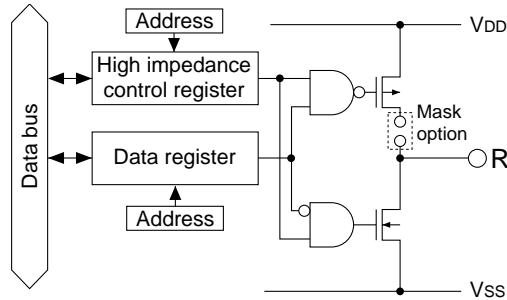 Address
VDD
High impedance
control register
Mask
option
Data bus
Data register
R
Address
VSS